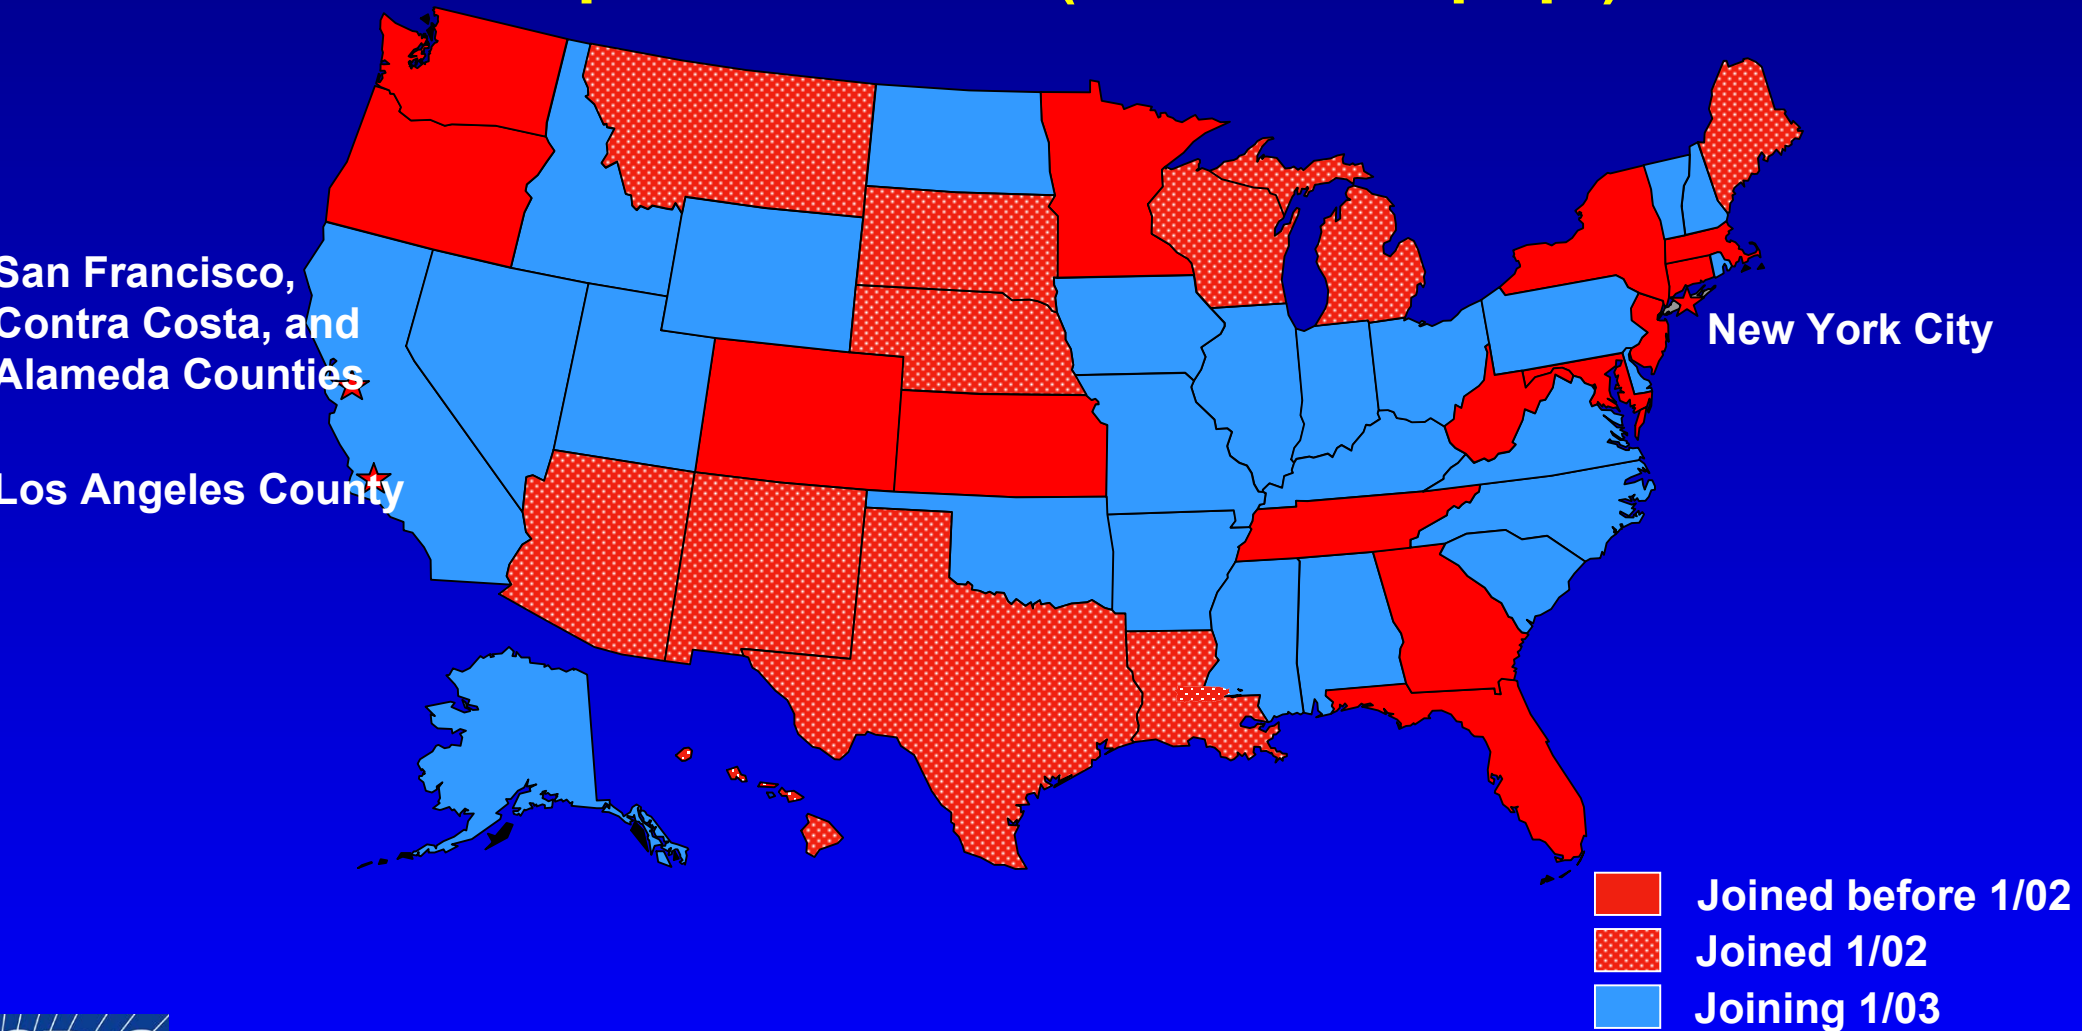 San Francisco,
Contra Costa, and
Alameda Counties
New York City
Los Angeles County
Joined before 1/02
Joined 1/02
Joining 1/03